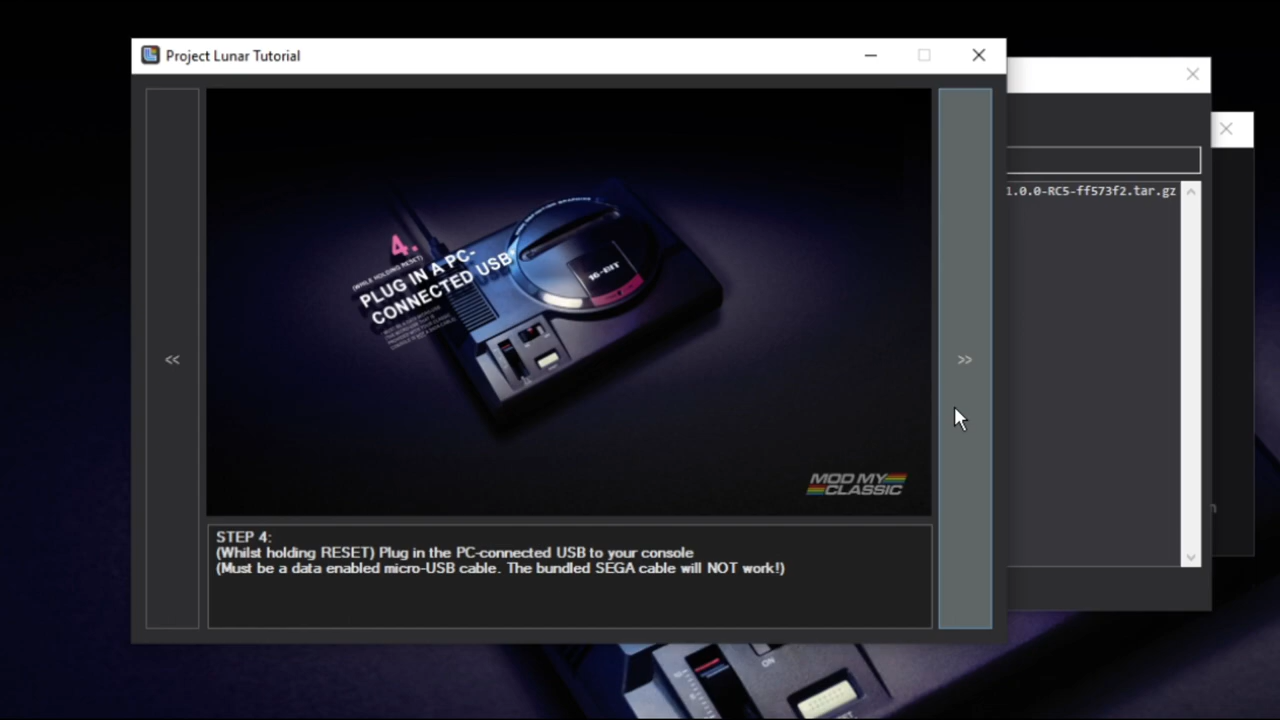 Project Lunar Tutorial
1.0.0-RC5-ff573f2.tar.gz
<<
>>
4.
(WHILE HOLDING RESET)
PLUG IN A PC-
CONNECTED USB*
16-BIT
MOD MY
CLASSIC
STEP 4:
(Whilst holding RESET) Plug in the PC-connected USB to your console
(Must be a data enabled micro-USB cable. The bundled SEGA cable will NOT work!)
ON